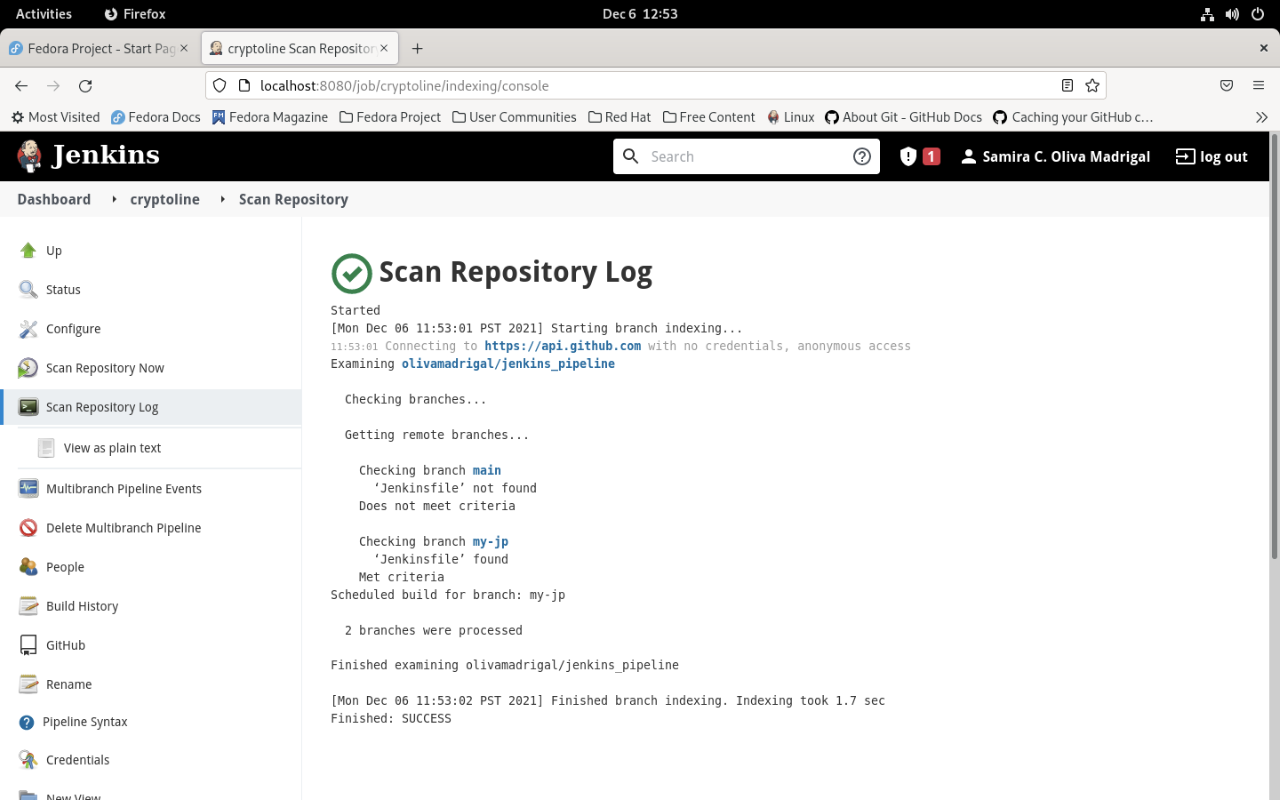 Activities
Firefox
Dec 6 12:53
Fedora Project - Start Pag
cryptoline Scan Repository
localhost:8080/job/cryptoline/indexing/console
Most Visited
Fedora Docs
Fedora Magazine
Fedora Project
User Communities
Red Hat
Free Content
Linux
About Git - GitHub Docs
Caching your GitHub c…
Jenkins
Search
1
Samira C. Oliva Madrigal
log out
Dashboard
cryptoline
Scan Repository
Up
Status
Configure
Scan Repository Now
Scan Repository Log
View as plain text
Multibranch Pipeline Events
Delete Multibranch Pipeline
People
Build History
GitHub
Rename
Pipeline Syntax
Credentials
New View
Scan Repository Log
Started
[Mon Dec 06 11:53:01 PST 2021] Starting branch indexing...
11:53:01 Connecting to https://api.github.com with no credentials, anonymous access
Examining olivamadrigal/jenkins_pipeline
Checking branches...
Getting remote branches...
Checking branch main
‘Jenkinsfile’ not found
Does not meet criteria
Checking branch my-jp
‘Jenkinsfile’ found
Met criteria
Scheduled build for branch: my-jp
2 branches were processed
Finished examining olivamadrigal/jenkins_pipeline
[Mon Dec 06 11:53:02 PST 2021] Finished branch indexing. Indexing took 1.7 sec
Finished: SUCCESS